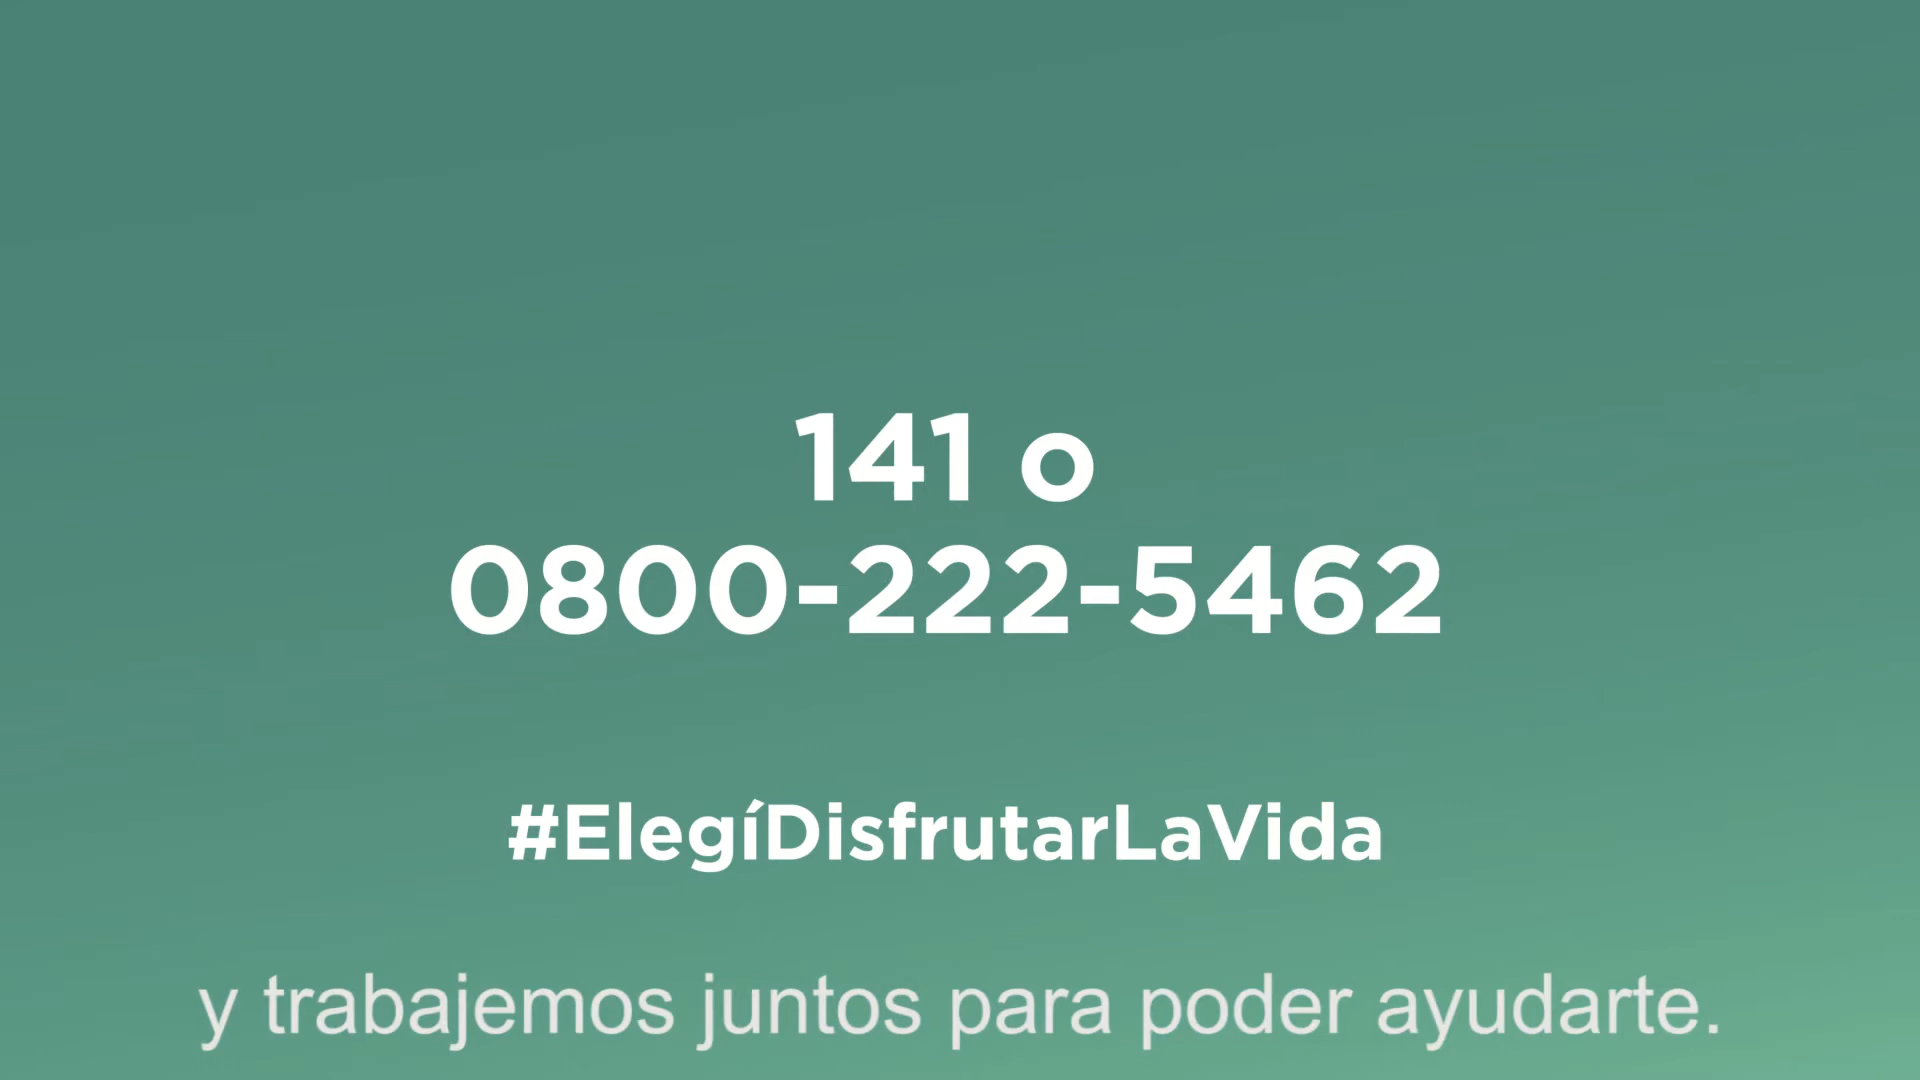 141 o
0800-222-5462
#ElegíDisfrutarLaVida
y trabajemos juntos para poder ayudarte.